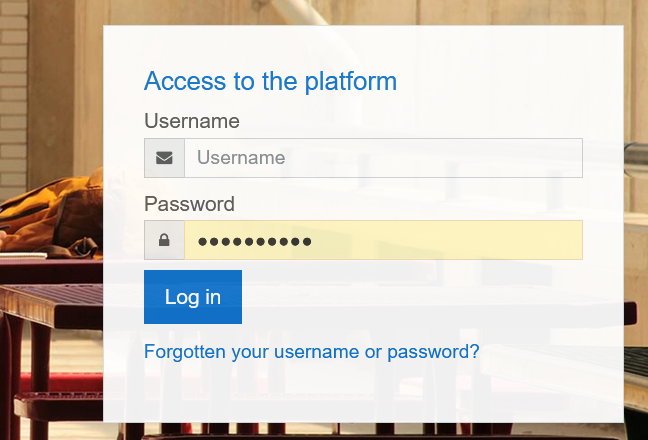 Access to the platform
Username
Username
Password
••••••••••
Log in
Forgotten your username or password?